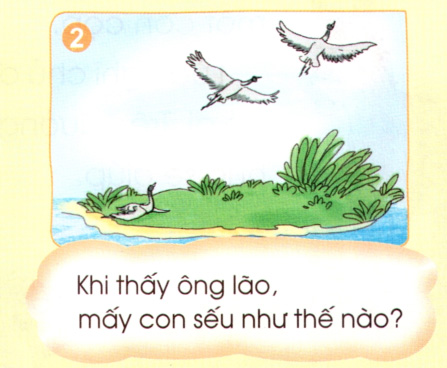 2
Khi thấy ông lão,
mấy con sếu như thế nào?